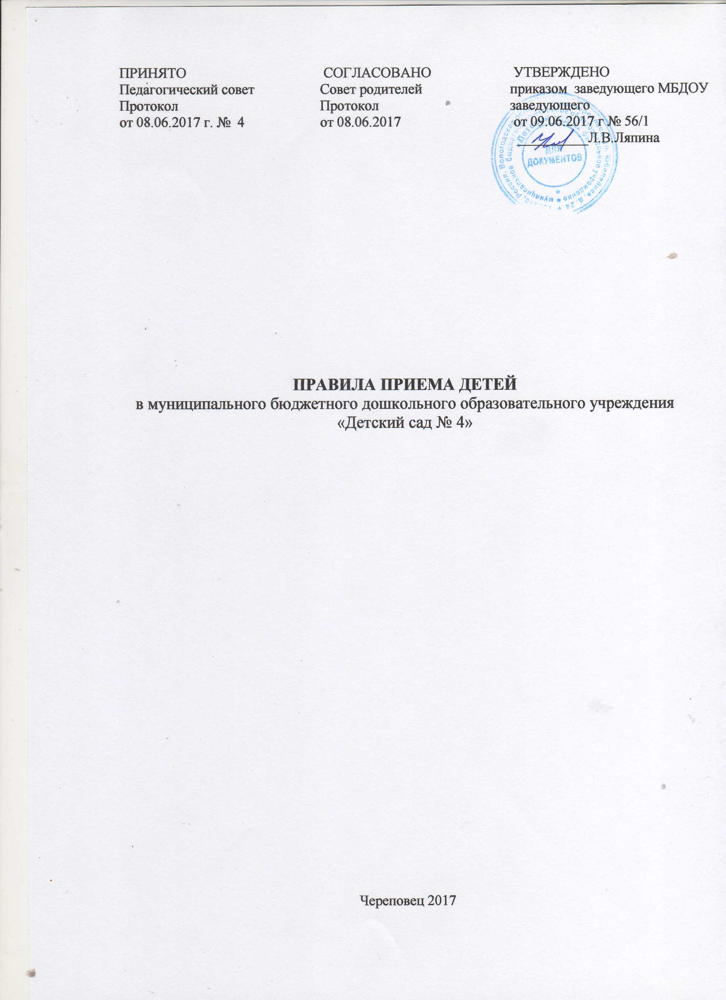 ПРИНЯТО
Педагогический совет
Протокол
от 08.06.2017 г. № 4
СОГЛАСОВАНО
Совет родителей
Протокол
от 08.06.2017
УТВЕРЖДЕНО
приказом заведующего МБДОУ
заведующего
от 09.06.2017 г № 56/1
Л.В.Ляпина
ДЛЯ
ДОКУМЕНТОВ
ПРАВИЛА ПРИЕМА ДЕТЕЙ
в муниципального бюджетного дошкольного образовательного учреждения
«Детский сад № 4»
Череповец 2017